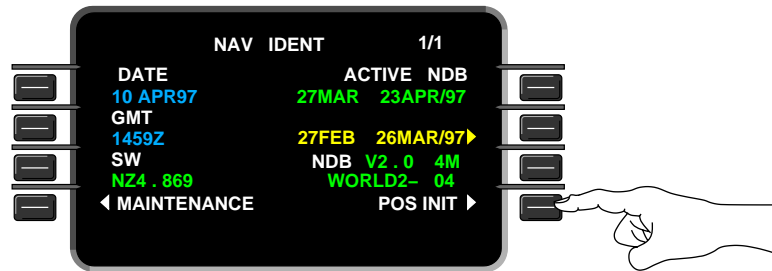 NAV IDENT 1/1
DATE ACTIVE NDB
10 APR97 27MAR 23APR/97
GMT
1459Z 27FEB 26MAR/97
SW NDB V2 . 0 4M
NZ4 . 869 WORLD2– 04
MAINTENANCE POS INIT